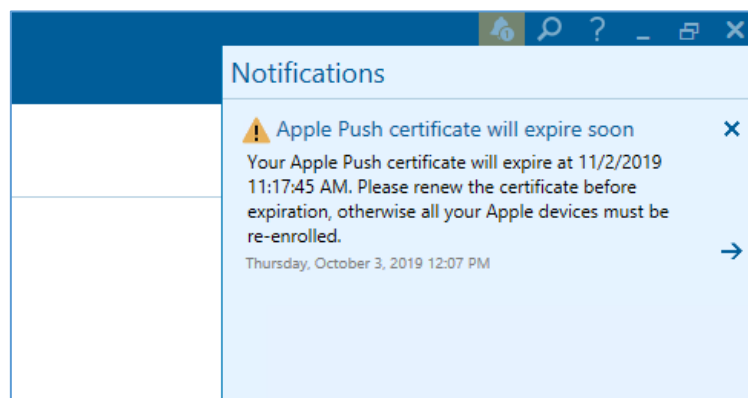 Notifications
Apple Push certificate will expire soon
Your Apple Push certificate will expire at 11/2/2019
11:17:45 AM. Please renew the certificate before
expiration, otherwise all your Apple devices must be
re-enrolled.
Thursday, October 3, 2019 12:07 PM